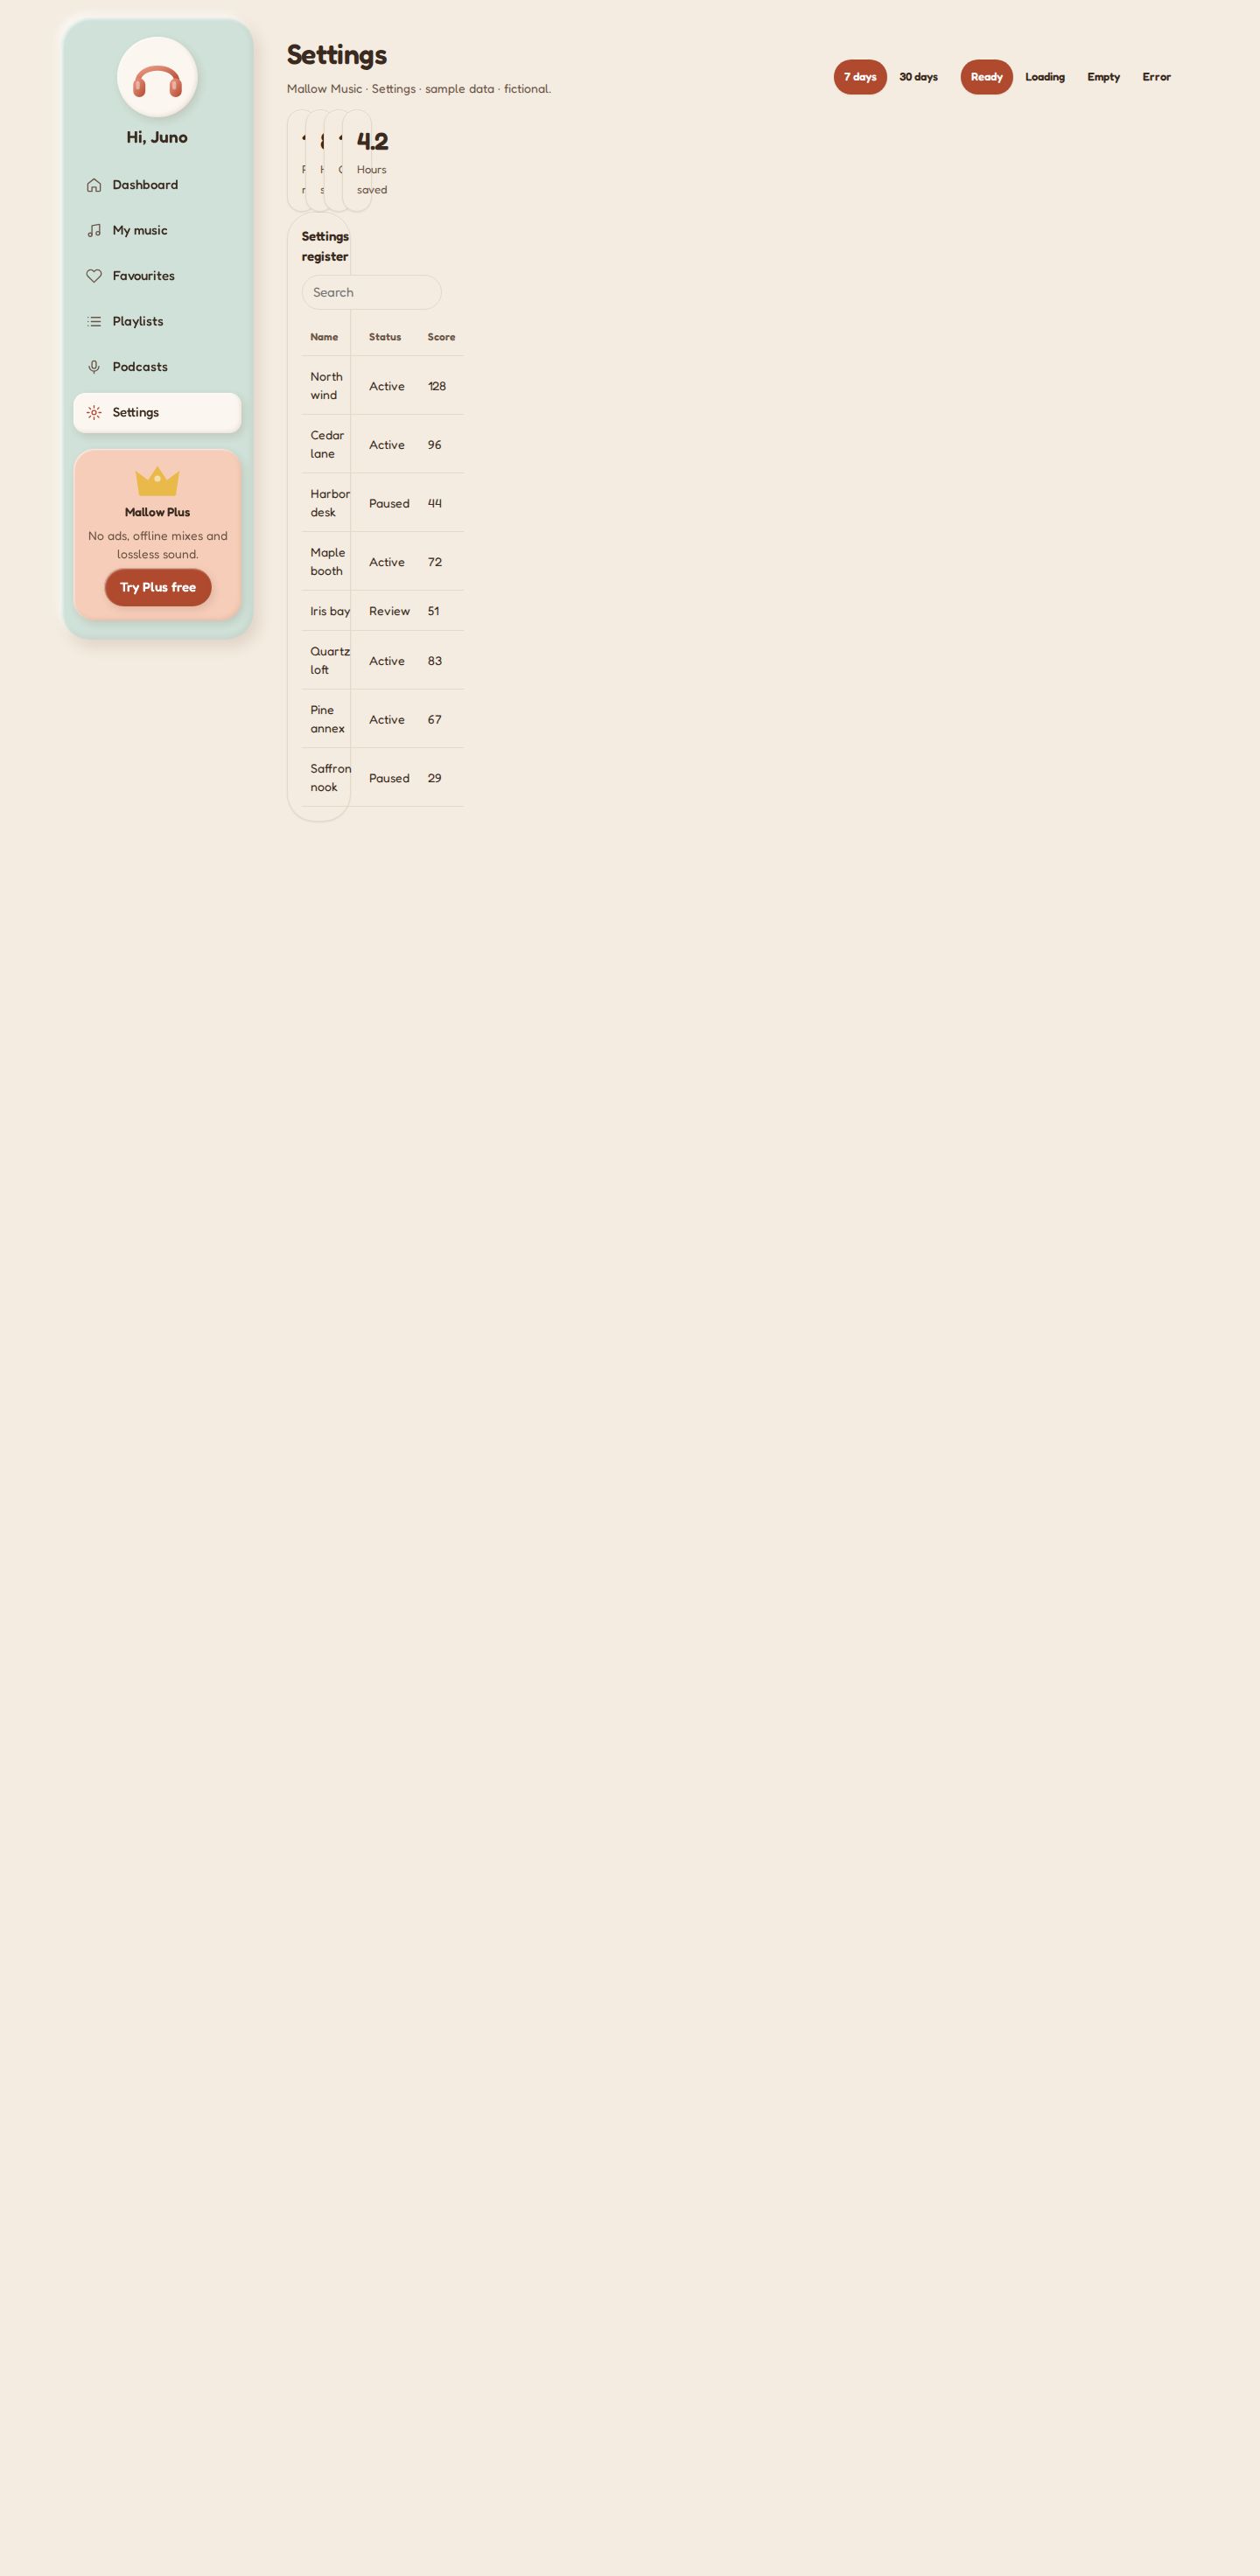 Hi, Juno
Dashboard
My music
Favourites
Playlists
Podcasts
Settings
Mallow Plus
No ads, offline mixes and
lossless sound.
Try Plus free
Settings
Mallow Music · Settings · sample data · fictional.
7 days 30 days Ready Loading Empty Error
4.2
Hours
saved
Settings
register
Search
Name Status Score
North
wind
Active 128
Cedar
lane
Active 96
Harbor
desk
Paused 44
Maple
booth
Active 72
Iris bay Review 51
Quartz
loft
Active 83
Pine
annex
Active 67
Saffron
nook
Paused 29